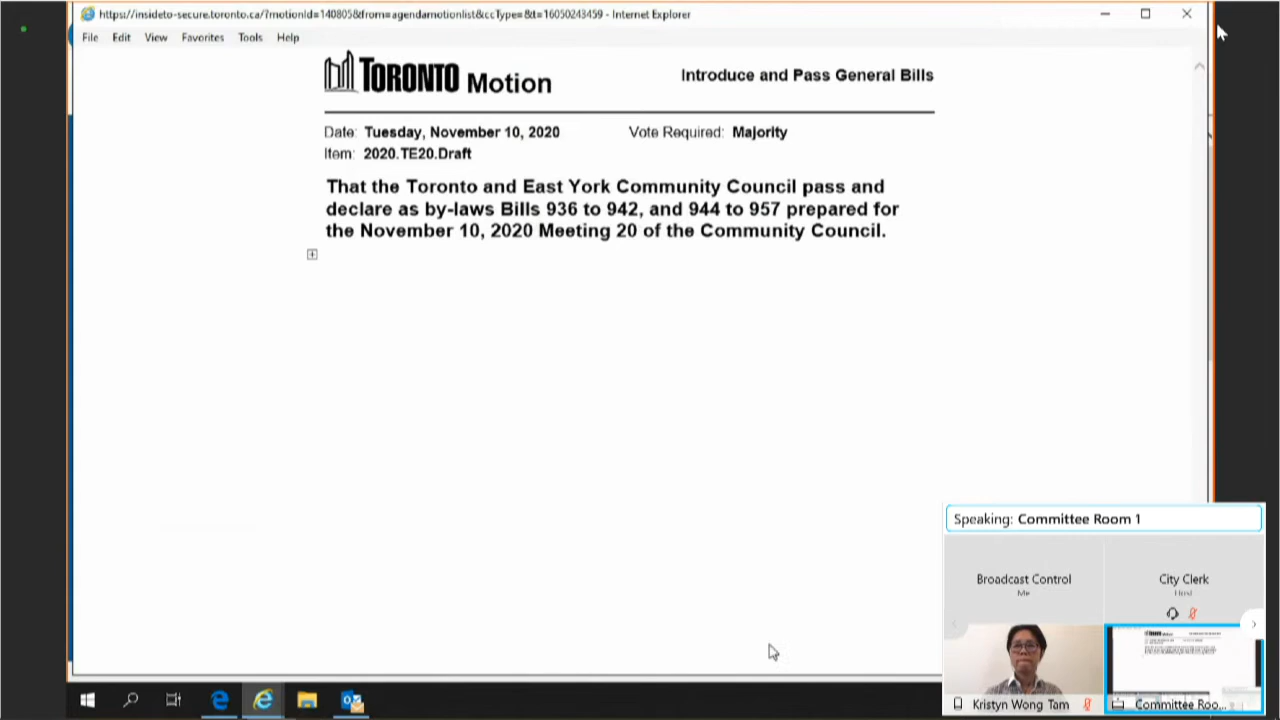 https://insideto-secure.toronto.ca/?motionId=140805&from=agendamotionlist&ccType=&t=16050243459 - Internet Explorer
File Edit View Favorites Tools Help
TORONTO Motion
Introduce and Pass General Bills
Date: Tuesday, November 10, 2020 Vote Required: Majority
Item: 2020.TE20.Draft
That the Toronto and East York Community Council pass and
declare as by-laws Bills 936 to 942, and 944 to 957 prepared for
the November 10, 2020 Meeting 20 of the Community Council.
Speaking: Committee Room 1
Broadcast Control
Me
City Clerk
Host
Kristyn Wong Tam
Committee Roo...